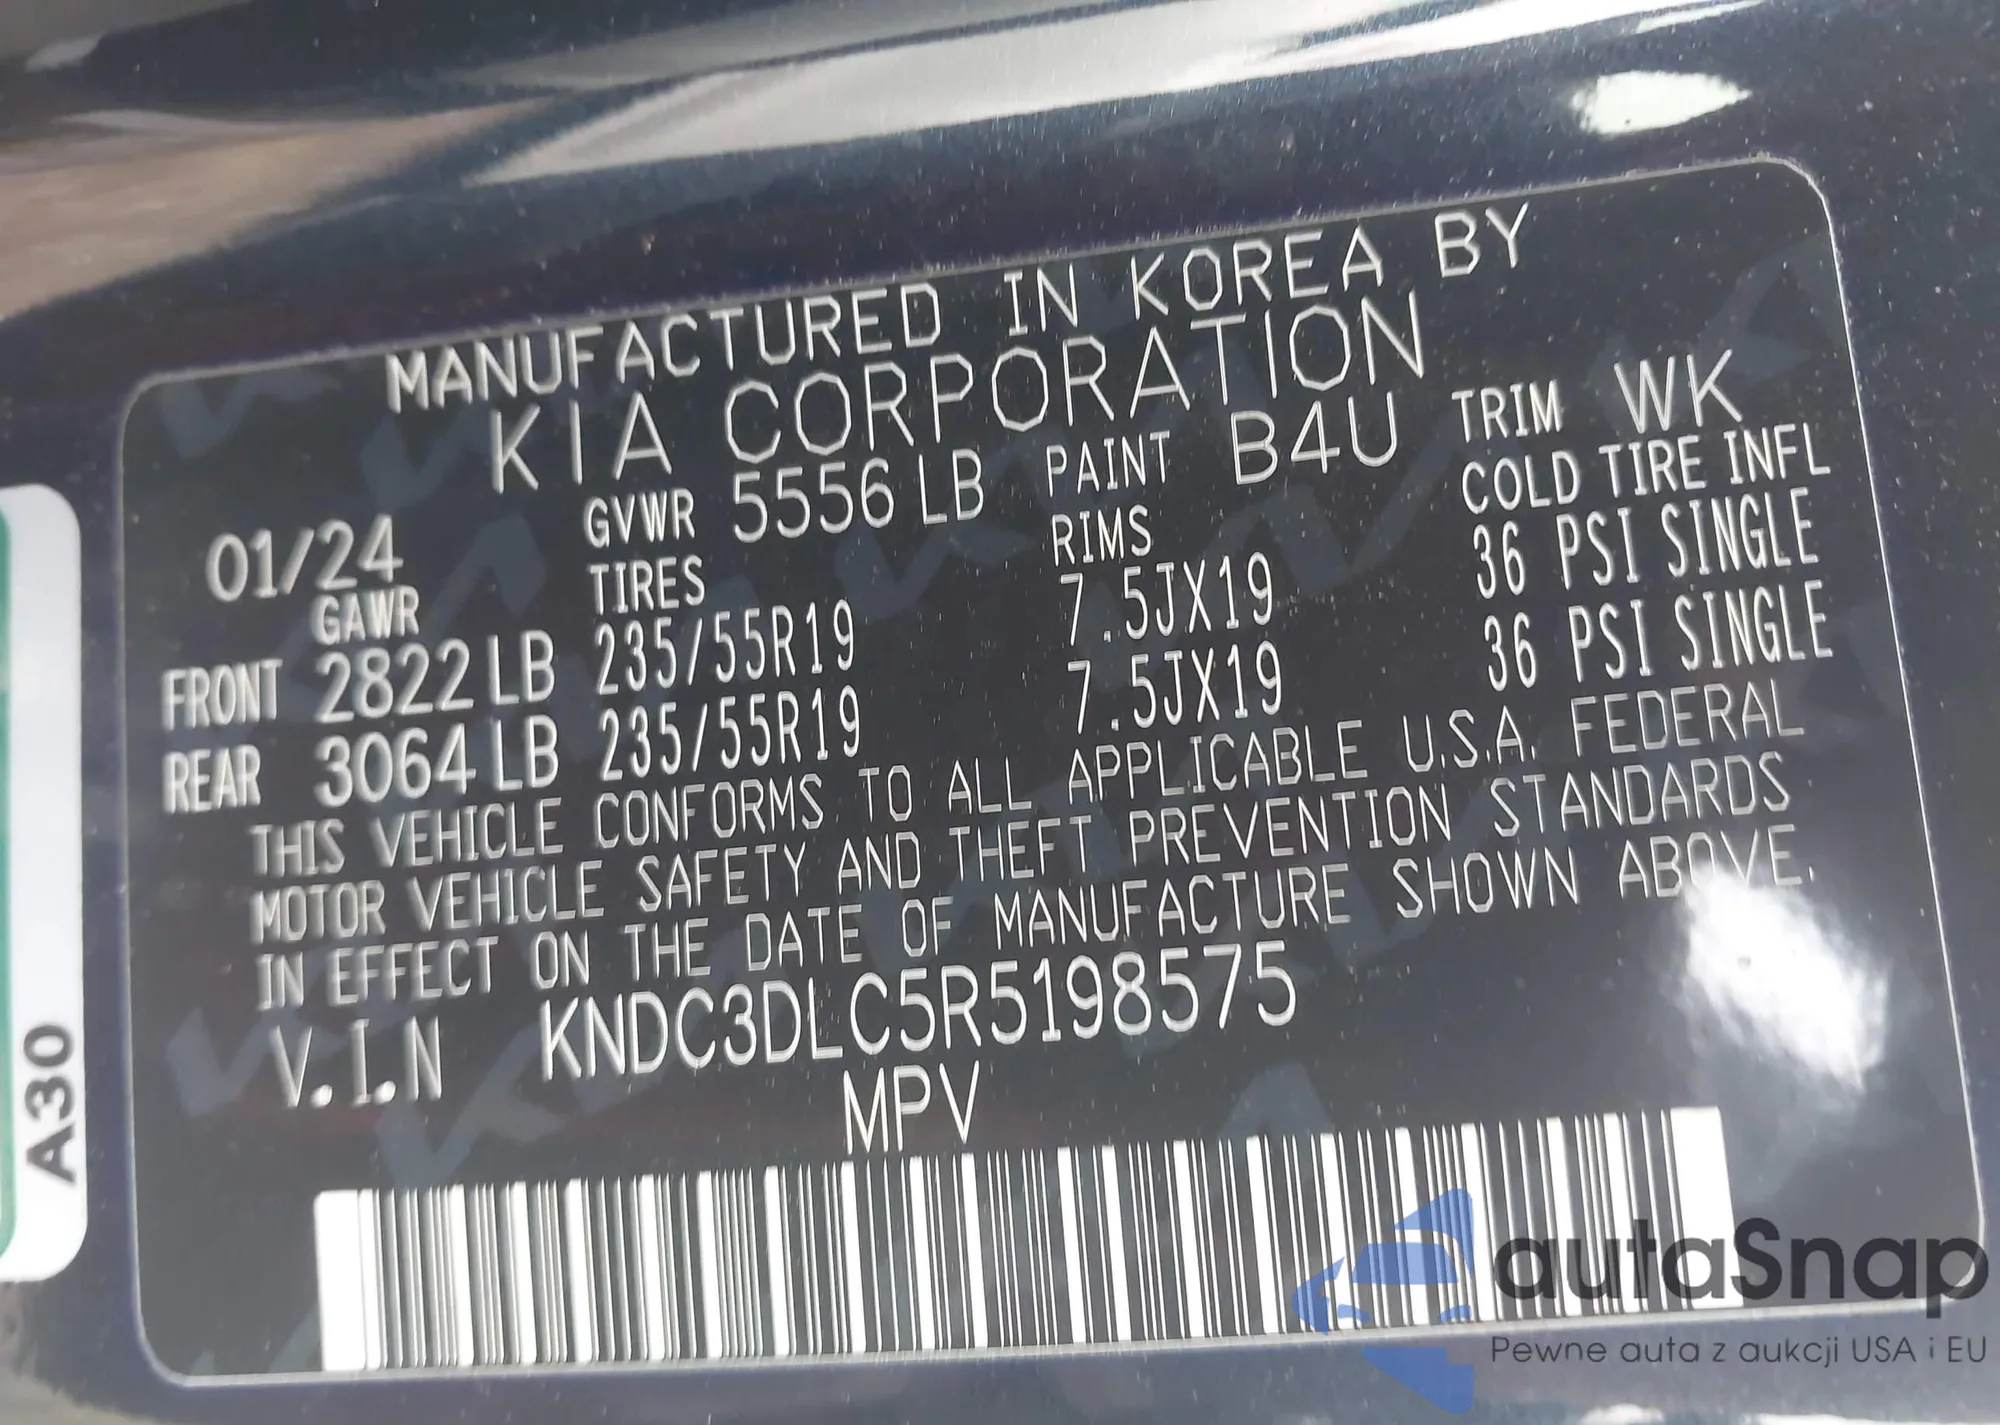 MANUFACTURED IN KOREA BY
KIA CORPORATION
01/24 GVWR 5556 LB PAINT B4U TRIM WK
GAWR TIRES RIMS COLD TIRE INFL
FRONT 2822 LB 235/55R19 7.5JX19 36 PSI SINGLE
REAR 3064 LB 235/55R19 7.5JX19 36 PSI SINGLE
THIS VEHICLE CONFORMS TO ALL APPLICABLE U.S.A. FEDERAL
MOTOR VEHICLE SAFETY AND THEFT PREVENTION STANDARDS
IN EFFECT ON THE DATE OF MANUFACTURE SHOWN ABOVE.
V.I.N KNDC3DLC5R5198575
MPV
A30
autaSnap
Pewne auta z aukcji USA i EU